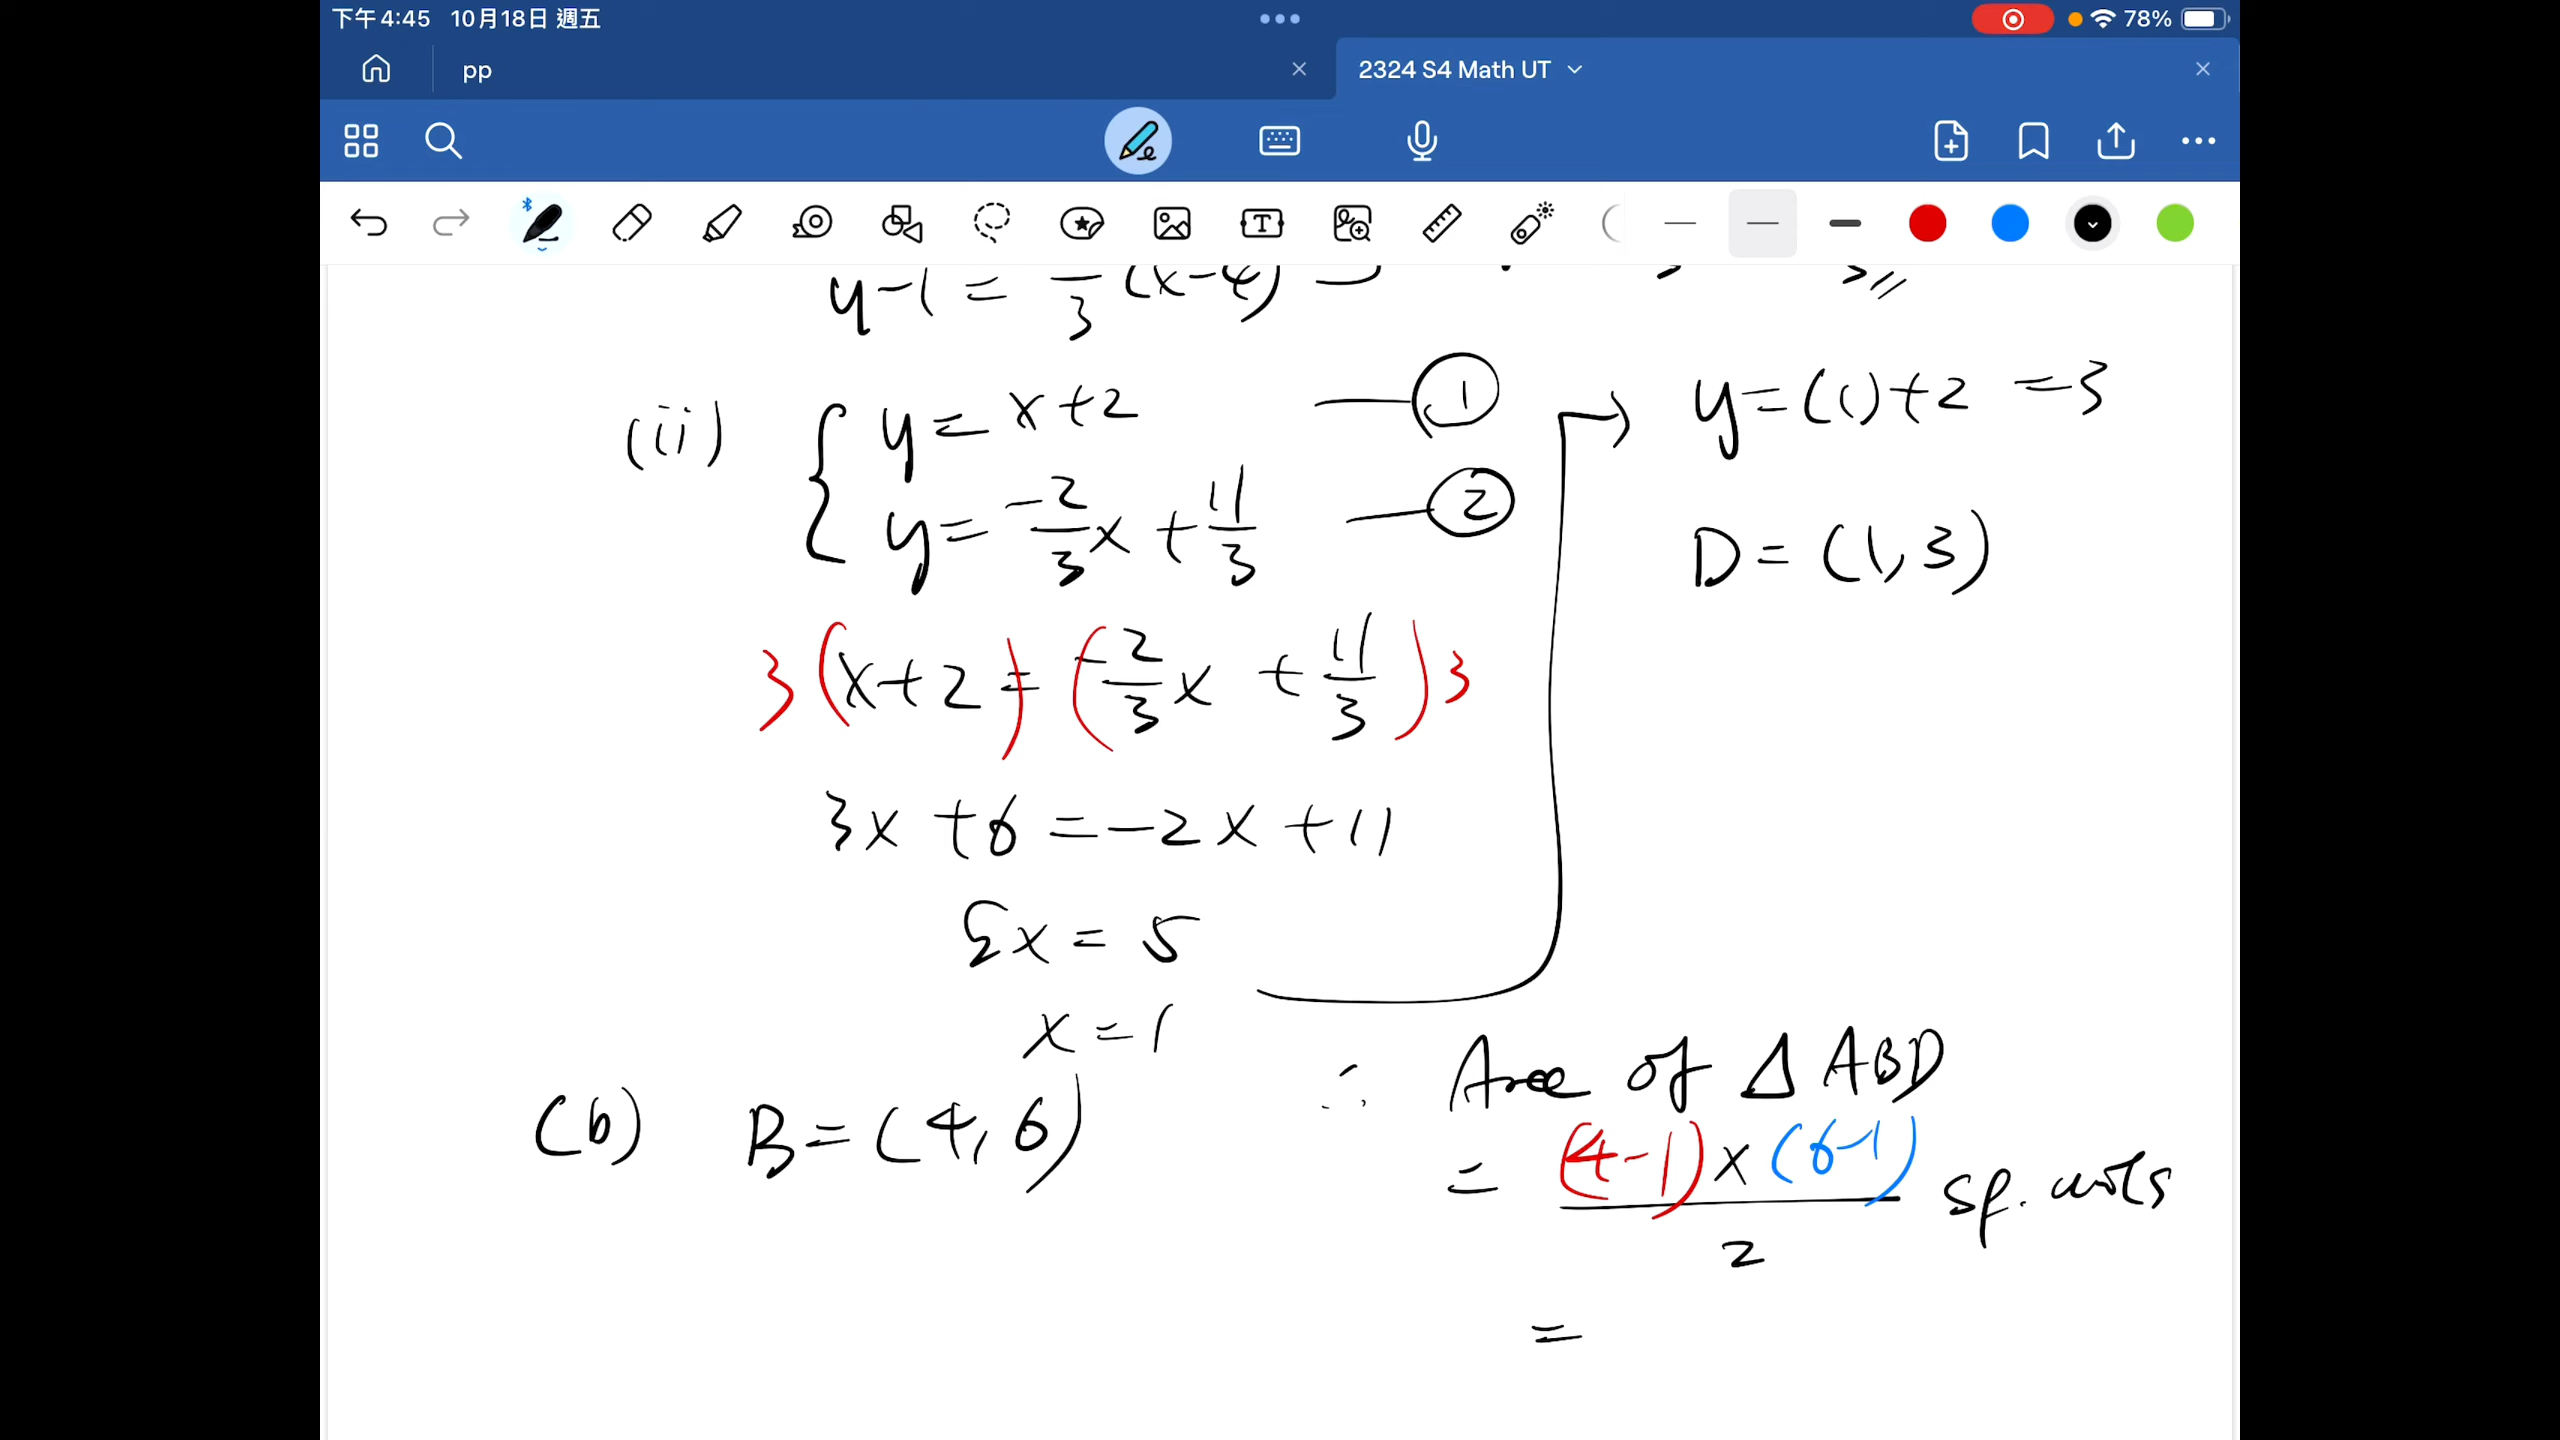 下午4:45 10月18日 週五
78%
pp
2324 S4 Math UT
y-1 = /3 (x-4)
(ii) { y = x+2 —①
y = -2/3 x + 11/3 —②
3(x+2) = (-2/3 x + 11/3)3
3x+6 = -2x+11
5x = 5
x = 1
→ y = (1)+2 = 3
D = (1,3)
(b) B = (4,6)
∴ Area of △ABD
= (4-1)×(6-1)/2 sq. units
=